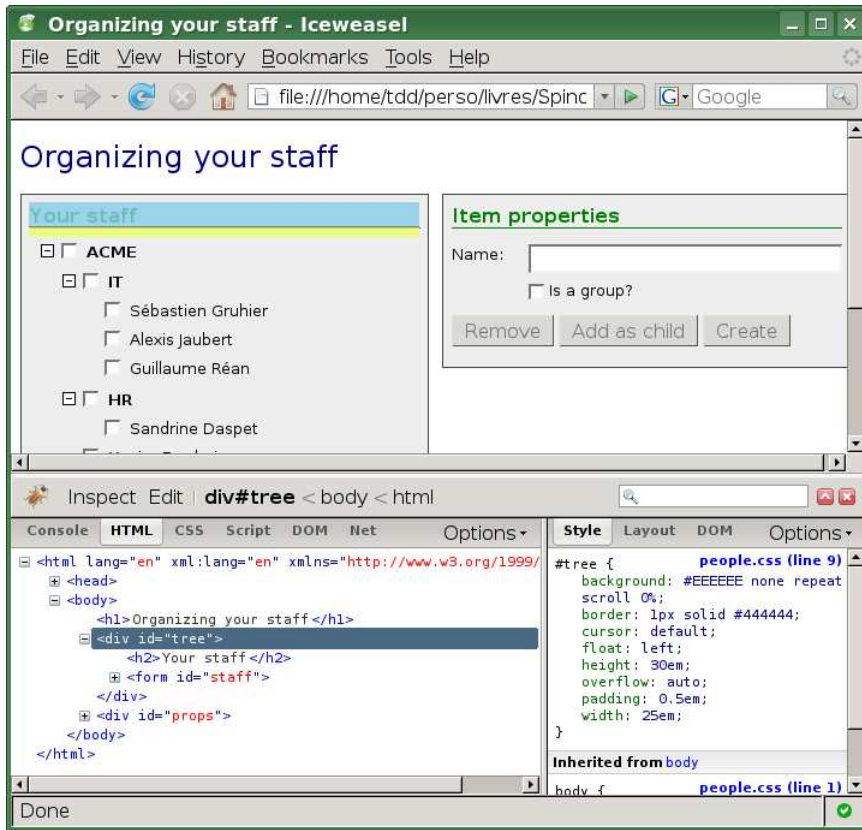 Organizing your staff - Iceweasel
File Edit View History Bookmarks Tools Help
file:///home/tdd/perso/livres/Spinc G Google
Organizing your staff
Your staff
ACME
IT
Sébastien Gruhier
Alexis Jaubert
Guillaume Réan
HR
Sandrine Daspet
Item properties
Name:
Is a group?
Remove Add as child Create
Inspect Edit div#tree < body < html
Console HTML CSS Script DOM Net Options
<html lang="en" xml:lang="en" xmlns="http://www.w3.org/1999/
<head>
<body>
<h1>Organizing your staff</h1>
<div id="tree">
<h2>Your staff</h2>
<form id="staff">
</div>
<div id="props">
</body>
</html>
Style Layout DOM Options
#tree { people.css (line 9)
background: #EEEEEE none repeat
scroll 0%;
border: 1px solid #444444;
cursor: default;
float: left;
height: 30em;
overflow: auto;
padding: 0.5em;
width: 25em;
}
Inherited from body
body { people.css (line 1)
Done